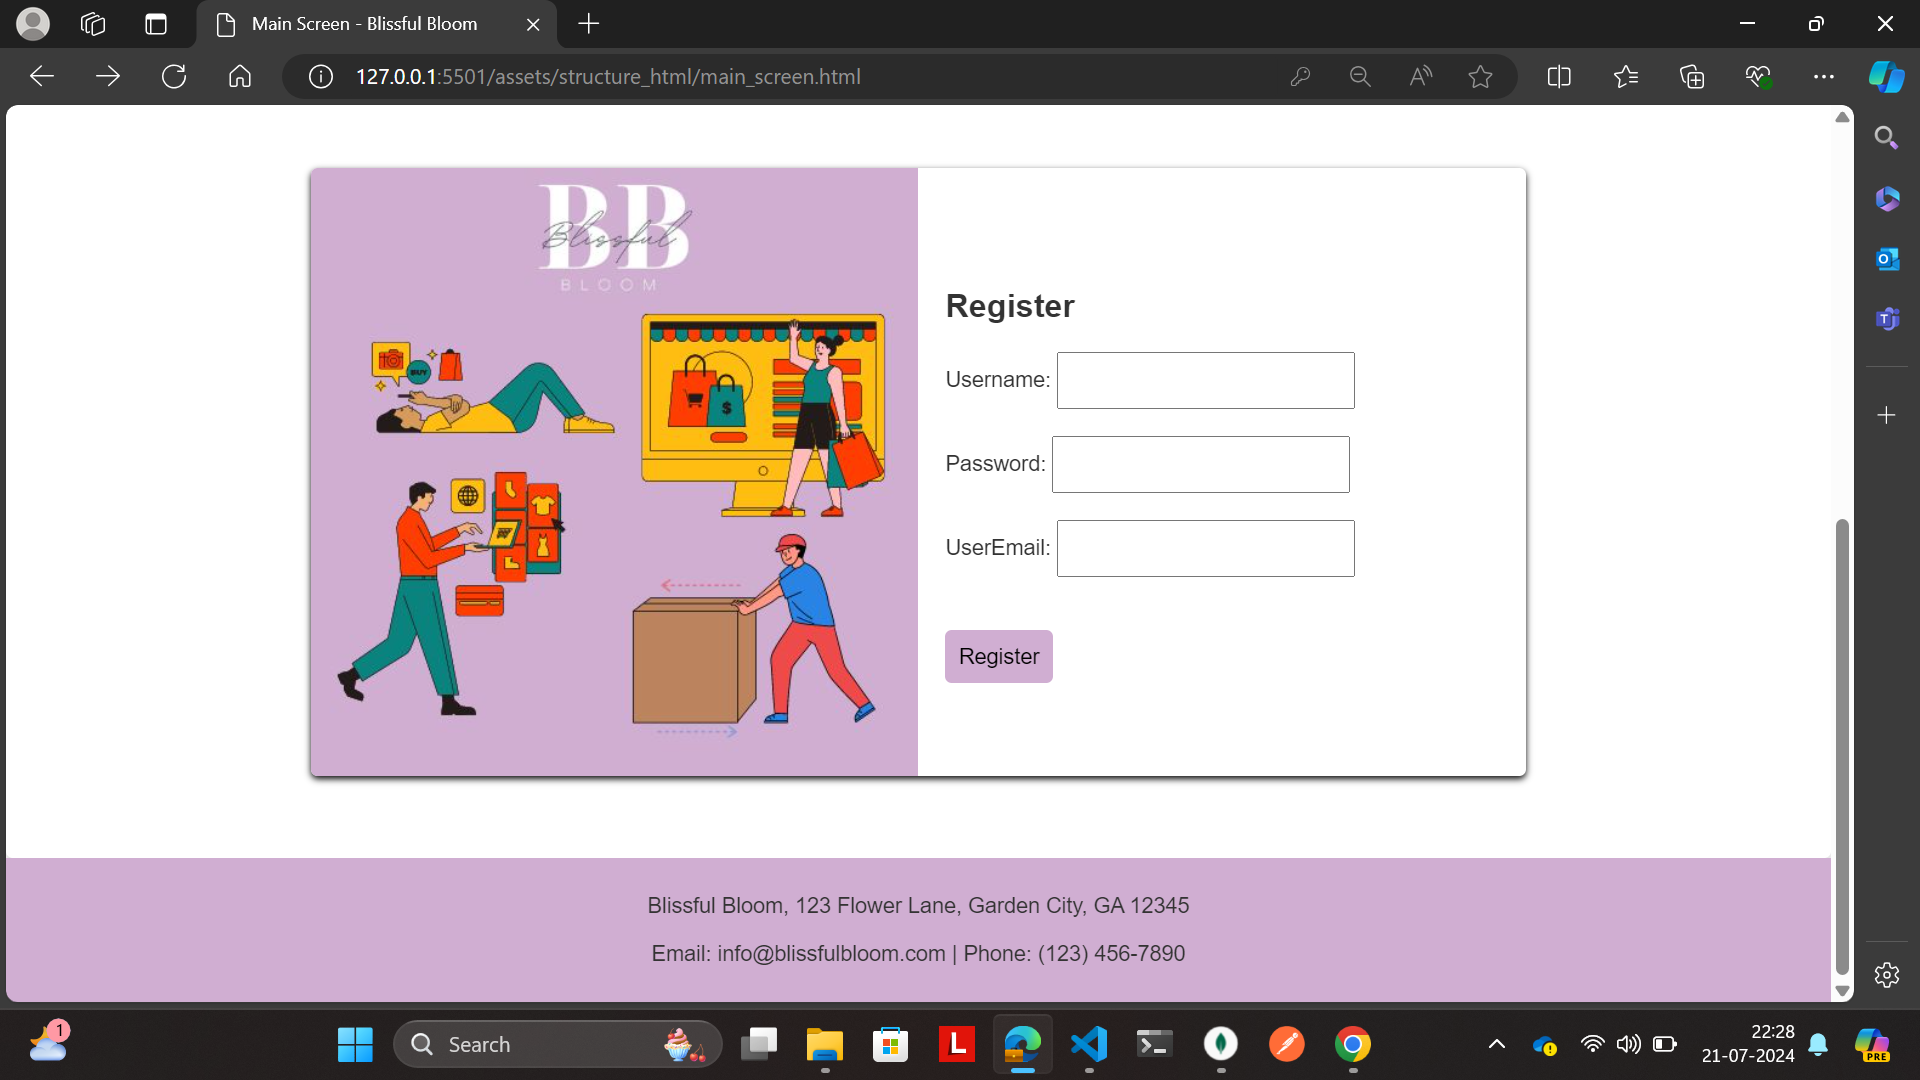 Main Screen - Blissful Bloom
127.0.0.1:5501/assets/structure_html/main_screen.html
BB
Blissful
BLOOM
BUY
$
Register
Username:
Password:
UserEmail:
Register
Blissful Bloom, 123 Flower Lane, Garden City, GA 12345
Email: info@blissfulbloom.com | Phone: (123) 456-7890
1
Search
L
22:28
21-07-2024
PRE